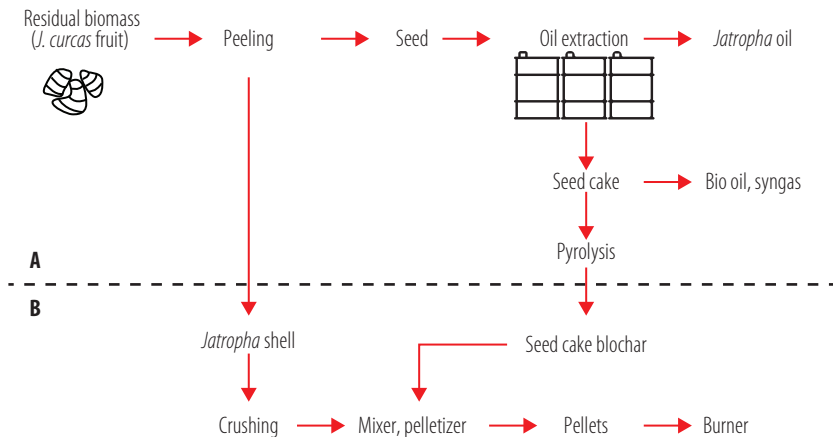 Residual biomass
(J. curcas fruit)
Peeling
Seed
Oil extraction
Jatropha oil
Seed cake
Bio oil, syngas
Pyrolysis
A
B
Jatropha shell
Seed cake blochar
Crushing
Mixer, pelletizer
Pellets
Burner